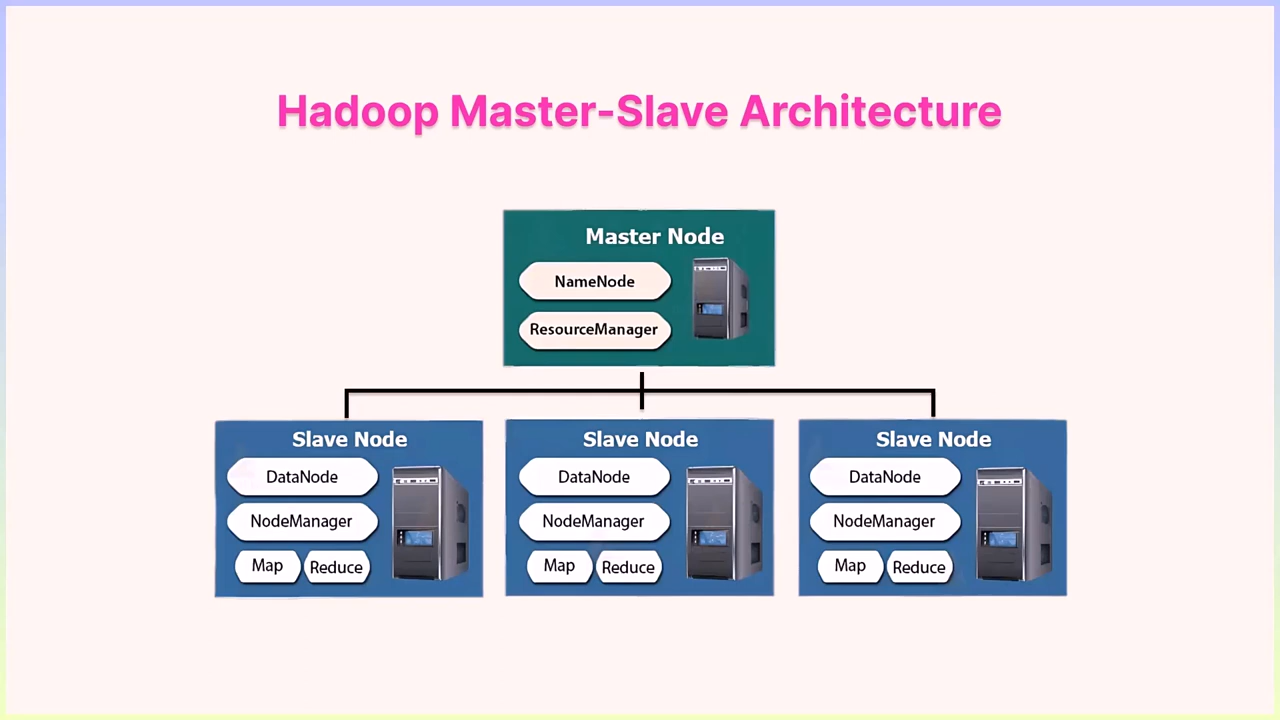 Hadoop Master-Slave Architecture
Master Node
NameNode
ResourceManager
Slave Node
DataNode
NodeManager
Map
Reduce
Slave Node
DataNode
NodeManager
Map
Reduce
Slave Node
DataNode
NodeManager
Map
Reduce